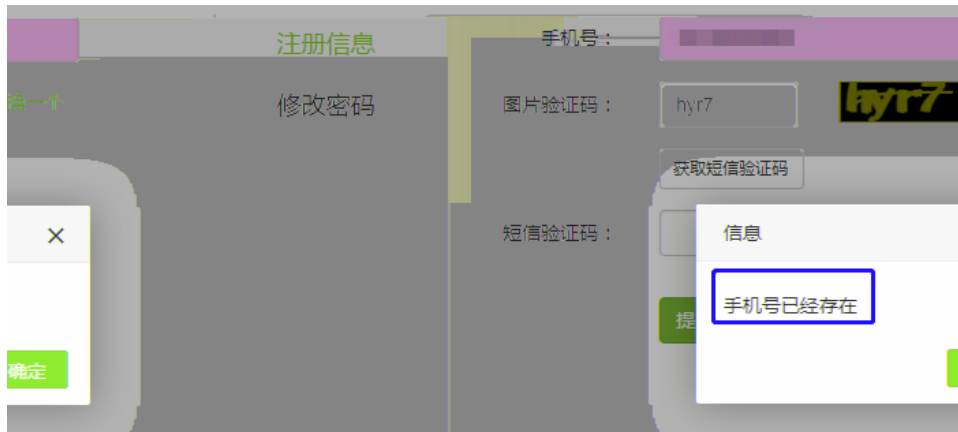 注册信息
手机号：
换一个
修改密码
图片验证码：
hyr7
hyr7
获取短信验证码
短信验证码：
信息
提
手机号已经存在
确定